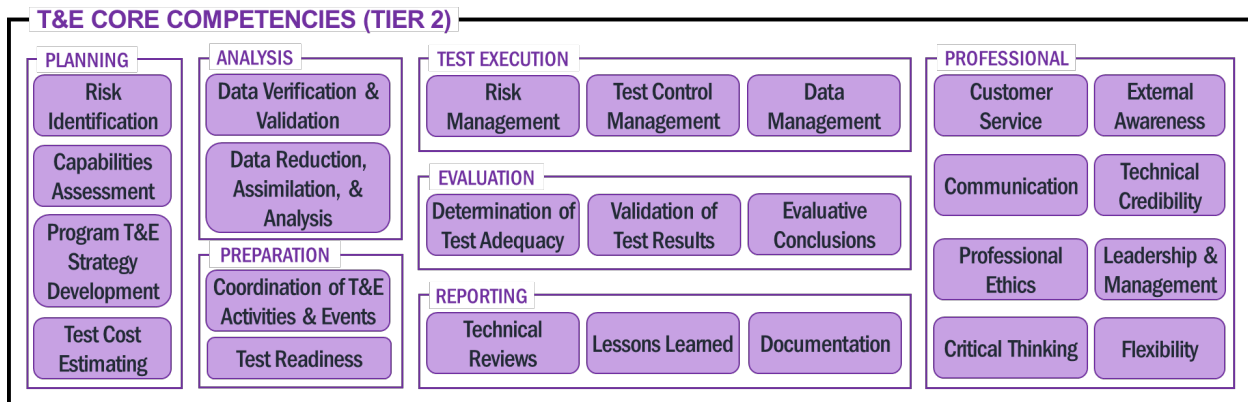 T&E CORE COMPETENCIES (TIER 2)
PLANNING
Risk
Identification
Capabilities
Assessment
Program T&E
Strategy
Development
Test Cost
Estimating
ANALYSIS
Data Verification &
Validation
Data Reduction,
Assimilation, &
Analysis
PREPARATION
Coordination of T&E
Activities & Events
Test Readiness
TEST EXECUTION
Risk
Management
Test Control
Management
Data
Management
EVALUATION
Determination of
Test Adequacy
Validation of
Test Results
Evaluative
Conclusions
REPORTING
Technical
Reviews
Lessons Learned
Documentation
PROFESSIONAL
Customer
Service
External
Awareness
Communication
Technical
Credibility
Professional
Ethics
Leadership &
Management
Critical Thinking
Flexibility